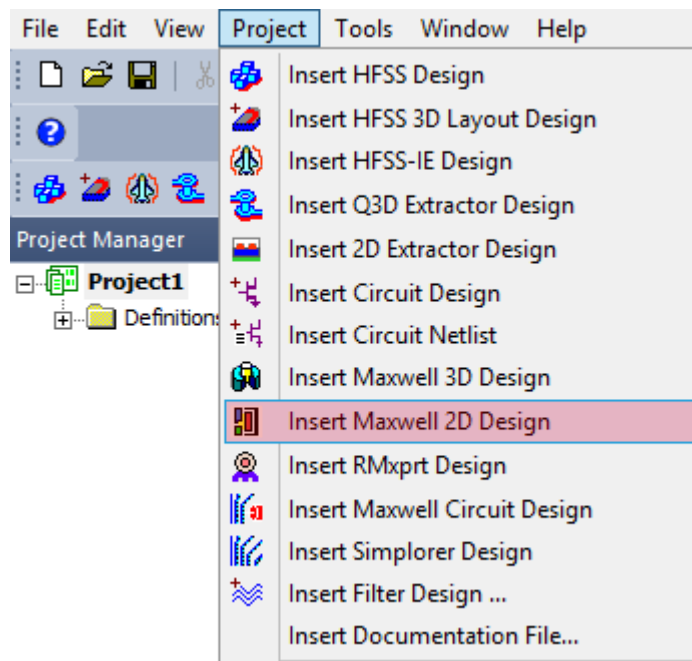 File Edit View Project Tools Window Help
Insert HFSS Design
Insert HFSS 3D Layout Design
Insert HFSS-IE Design
Insert Q3D Extractor Design
Project Manager
Insert 2D Extractor Design
Project1
Insert Circuit Design
Definitions
Insert Circuit Netlist
Insert Maxwell 3D Design
Insert Maxwell 2D Design
Insert RMxprt Design
Insert Maxwell Circuit Design
Insert Simplorer Design
Insert Filter Design ...
Insert Documentation File...